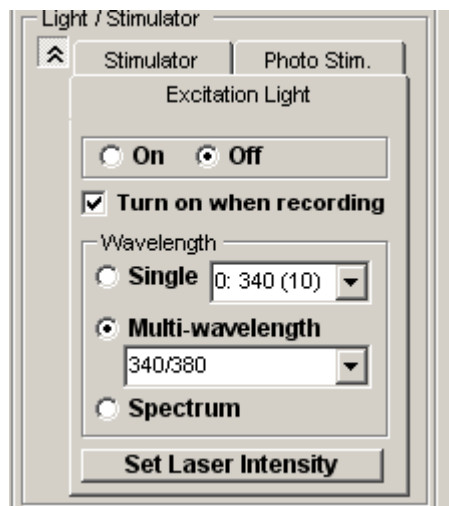 Light / Stimulator
Stimulator Photo Stim.
Excitation Light
On Off
Turn on when recording
Wavelength
Single 0: 340 (10)
Multi-wavelength
340/380
Spectrum
Set Laser Intensity